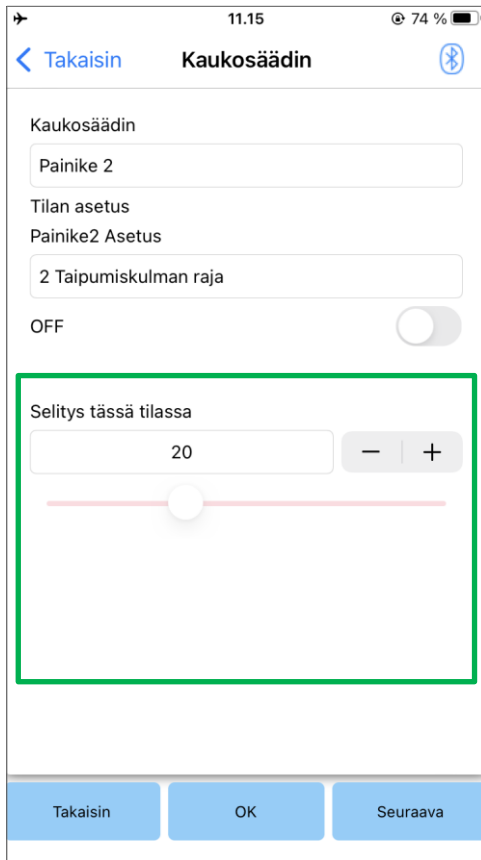 11.15
74 %
Takaisin
Kaukosäädin
Kaukosäädin
Painike 2
Tilan asetus
Painike2 Asetus
2 Taipumiskulman raja
OFF
Selitys tässä tilassa
20
− +
Takaisin
OK
Seuraava